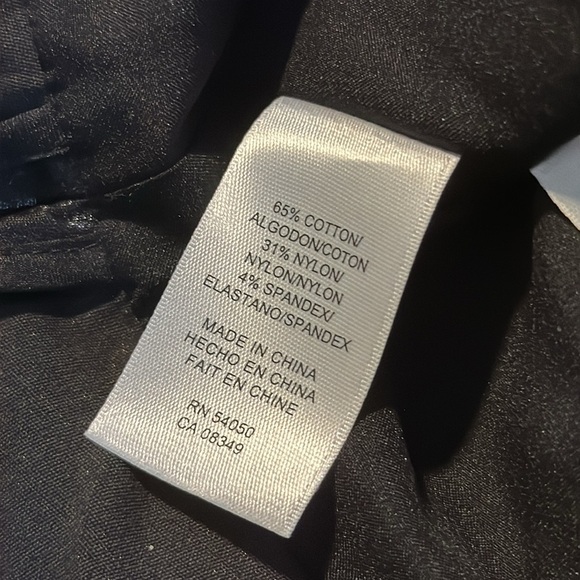 65% COTTON/
ALGODON/COTON
31% NYLON/
NYLON/NYLON
4% SPANDEX/
ELASTANO/SPANDEX
MADE IN CHINA
HECHO EN CHINA
FAIT EN CHINE
RN 54050
CA 08349